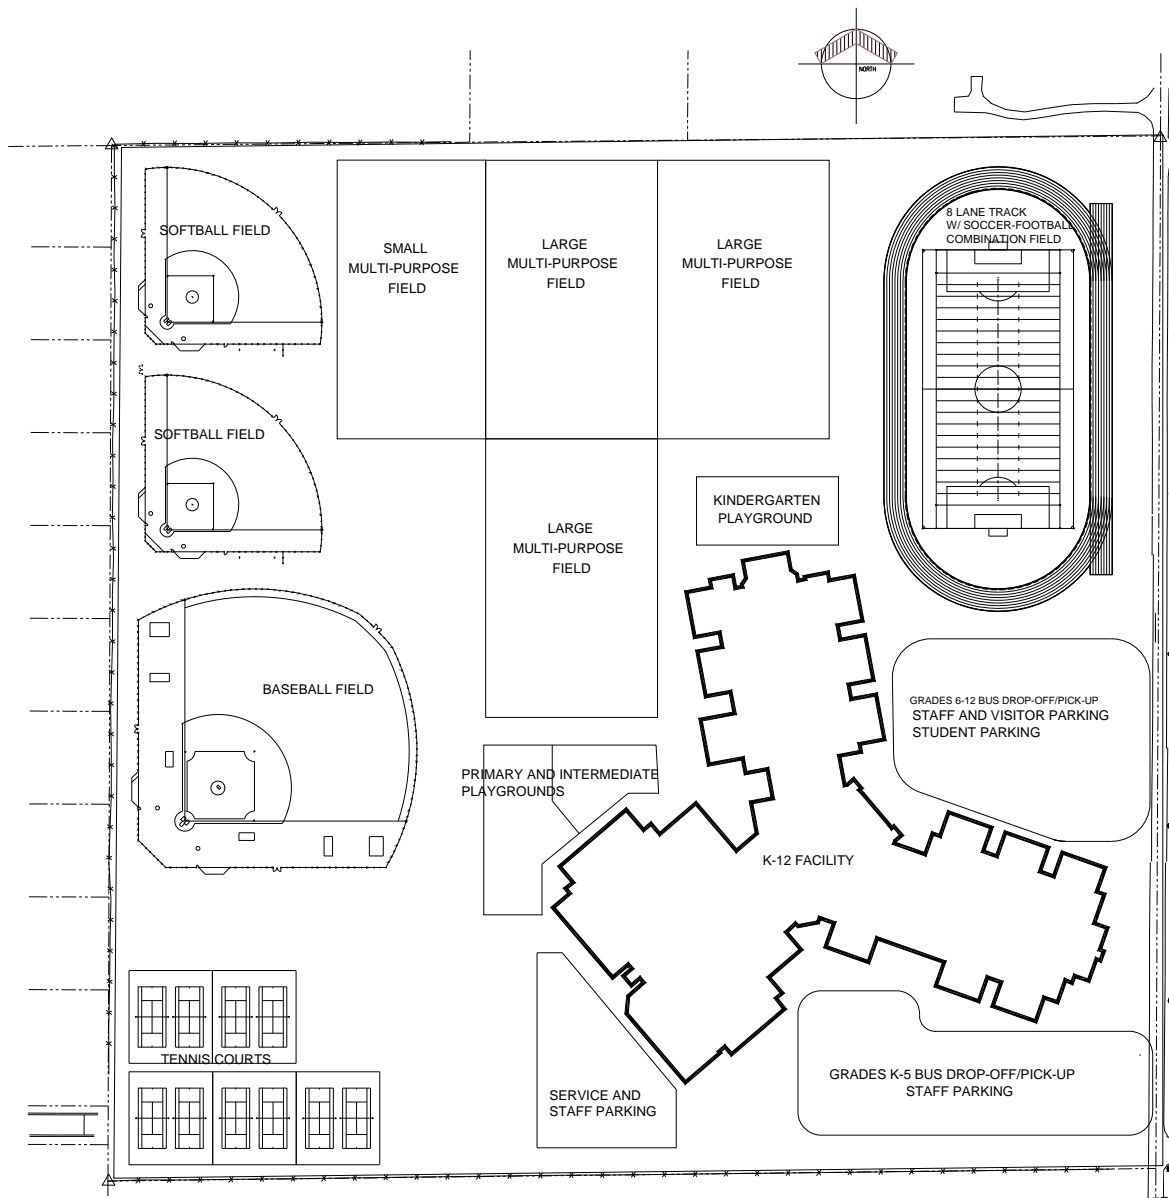 NORTH
8 LANE TRACK
W/ SOCCER-FOOTBALL
COMBINATION FIELD
SOFTBALL FIELD
SMALL
MULTI-PURPOSE
FIELD
LARGE
MULTI-PURPOSE
FIELD
LARGE
MULTI-PURPOSE
FIELD
SOFTBALL FIELD
KINDERGARTEN
PLAYGROUND
LARGE
MULTI-PURPOSE
FIELD
BASEBALL FIELD
GRADES 6-12 BUS DROP-OFF/PICK-UP
STAFF AND VISITOR PARKING
STUDENT PARKING
PRIMARY AND INTERMEDIATE
PLAYGROUNDS
K-12 FACILITY
TENNIS COURTS
SERVICE AND
STAFF PARKING
GRADES K-5 BUS DROP-OFF/PICK-UP
STAFF PARKING